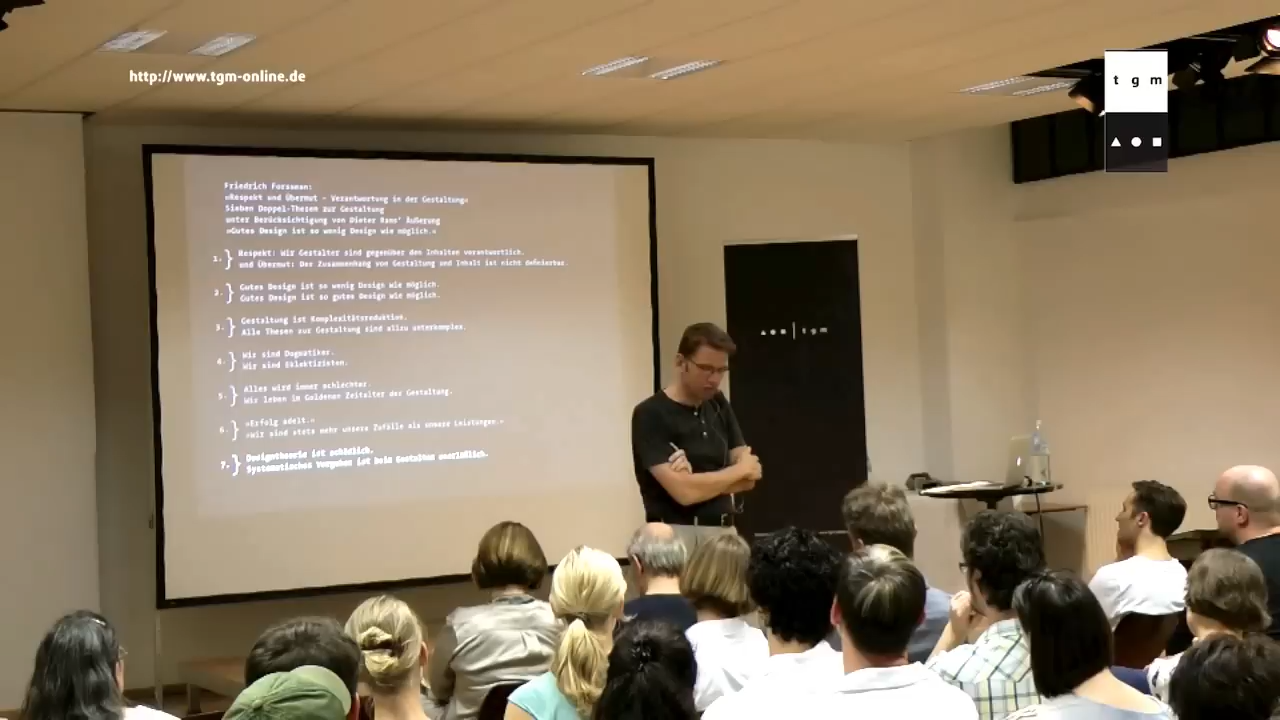 http://www.tgm-online.de
t g m
Friedrich Forssman:
»Respekt und Übermut – Verantwortung in der Gestaltung«
Sieben Doppel-Thesen zur Gestaltung
unter Berücksichtigung von Dieter Rams' Äußerung
»Gutes Design ist so wenig Design wie möglich.«
1. Respekt: Wir Gestalter sind gegenüber den Inhalten verantwortlich.
und Übermut: Der Zusammenhang von Gestaltung und Inhalt ist nicht definierbar.
2. Gutes Design ist so wenig Design wie möglich.
Gutes Design ist so gutes Design wie möglich.
3. Gestaltung ist Komplexitätsreduktion.
Alle Thesen zur Gestaltung sind allzu unterkomplex.
4. Wir sind Dogmatiker.
Wir sind Eklektizisten.
5. Alles wird immer schlechter.
Wir leben im Goldenen Zeitalter der Gestaltung.
6. »Erfolg adelt.«
»Wir sind stets mehr unsere Zufälle als unsere Leistungen.«
7. Designtheorie ist schädlich.
Systematisches Vorgehen ist beim Gestalten unerläßlich.
t g m